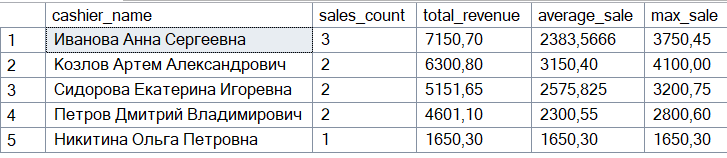 cashier_name sales_count total_revenue average_sale max_sale
1 Иванова Анна Сергеевна 3 7150,70 2383,5666 3750,45
2 Козлов Артем Александрович 2 6300,80 3150,40 4100,00
3 Сидорова Екатерина Игоревна 2 5151,65 2575,825 3200,75
4 Петров Дмитрий Владимирович 2 4601,10 2300,55 2800,60
5 Никитина Ольга Петровна 1 1650,30 1650,30 1650,30